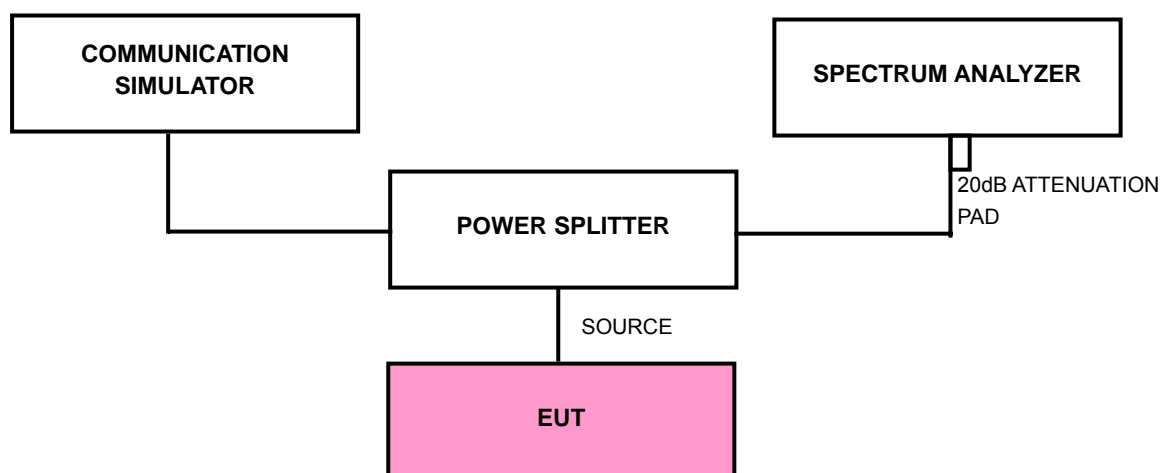 COMMUNICATION
SIMULATOR
SPECTRUM ANALYZER
20dB ATTENUATION
PAD
POWER SPLITTER
SOURCE
EUT